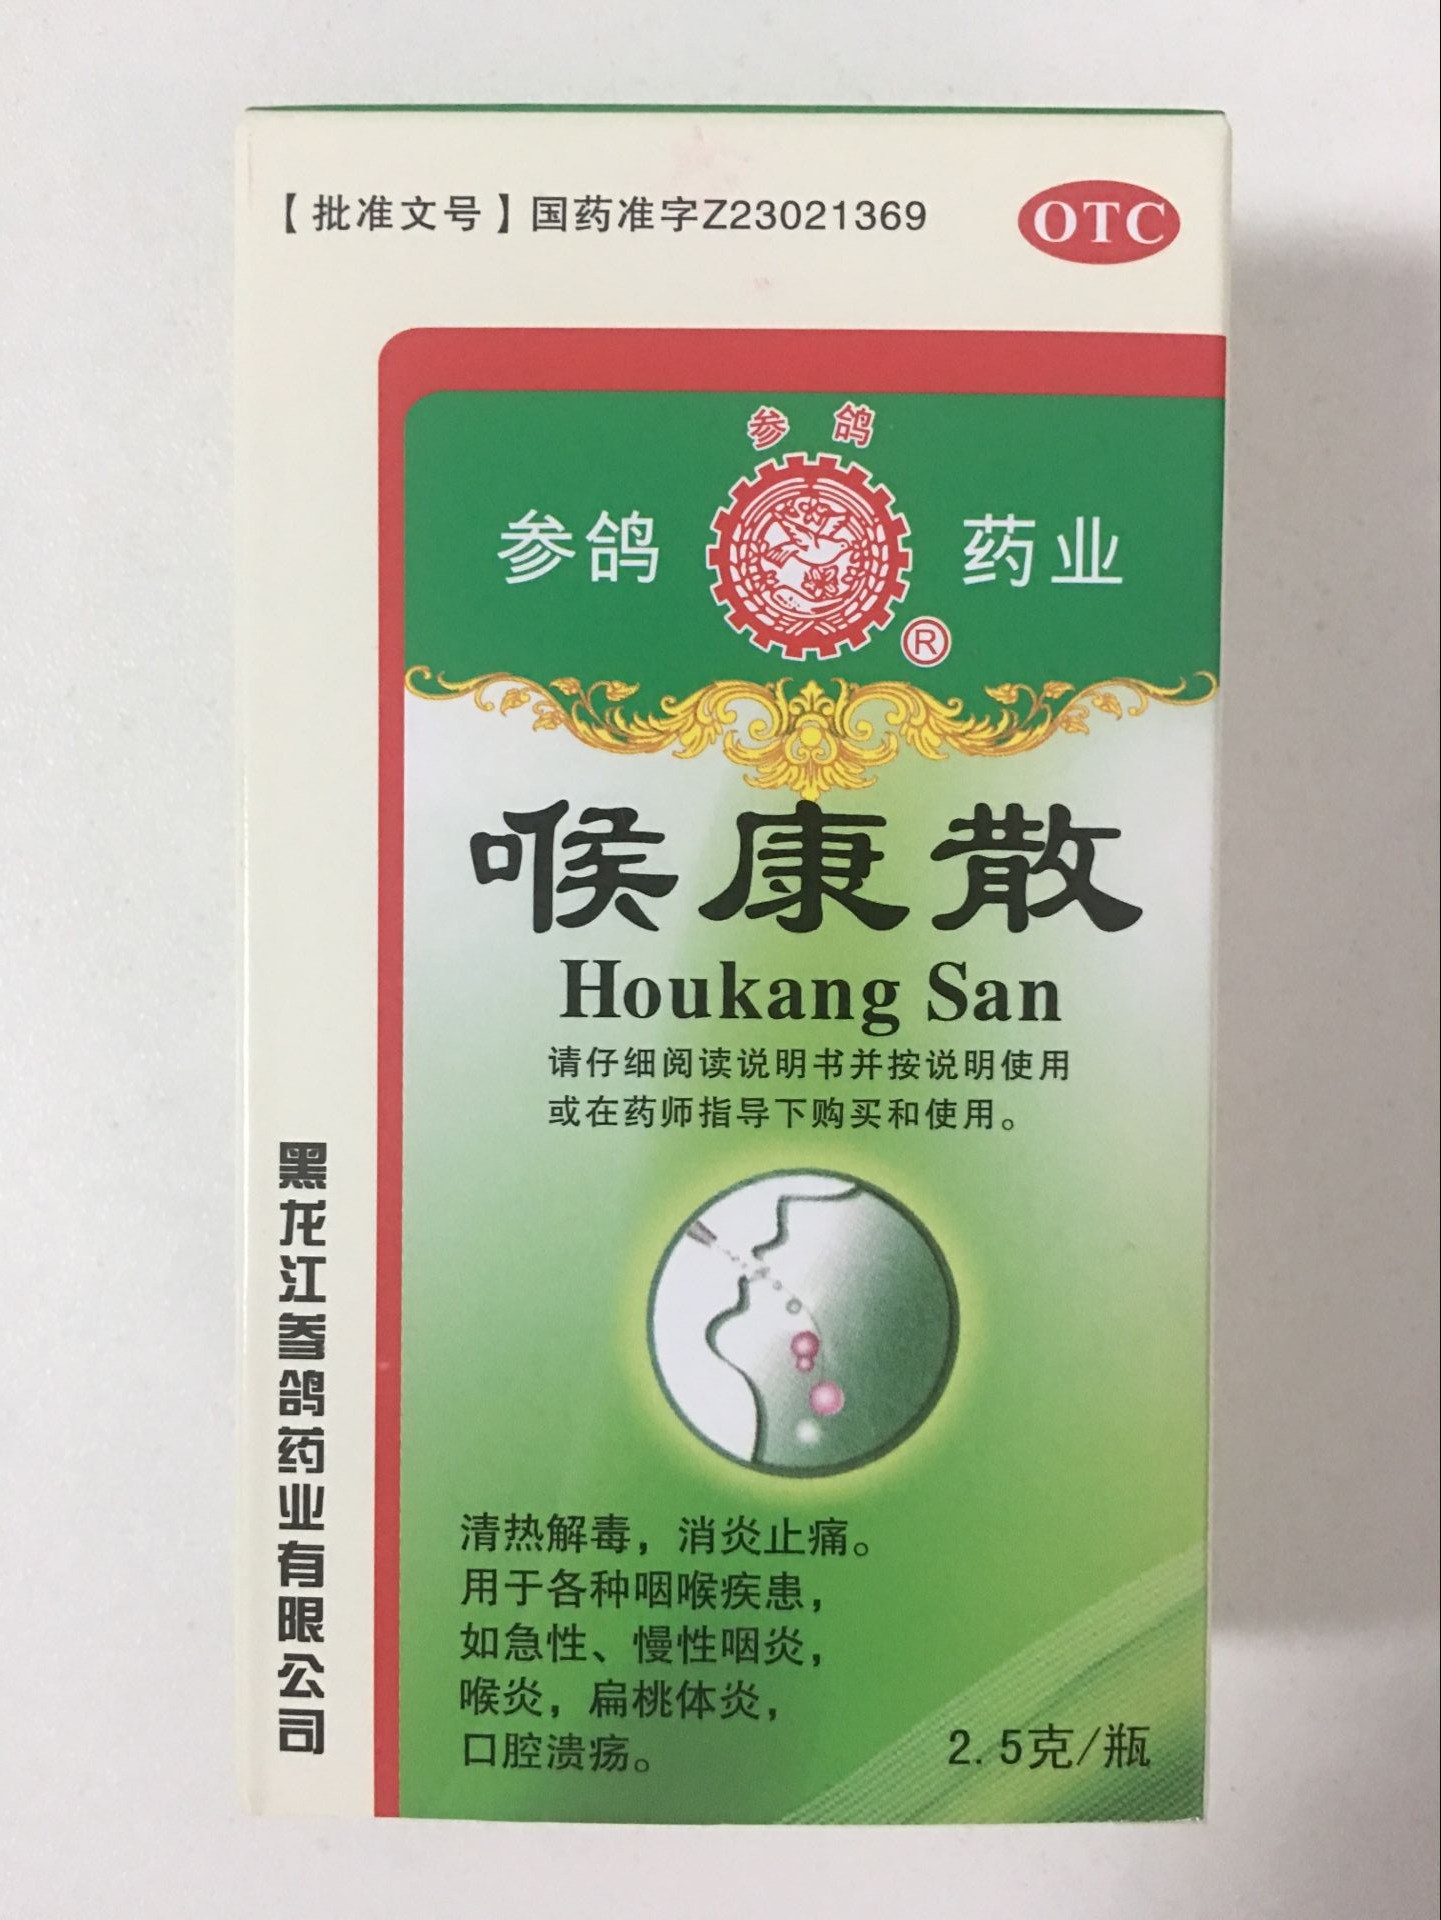 【批准文号】国药准字Z23021369
OTC
参鸽
参鸽 药业
®
喉康散
Houkang San
请仔细阅读说明书并按说明使用
或在药师指导下购买和使用。
清热解毒，消炎止痛。
用于各种咽喉疾患，
如急性、慢性咽炎，
喉炎，扁桃体炎，
口腔溃疡。
2.5克/瓶
黑龙江参鸽药业有限公司